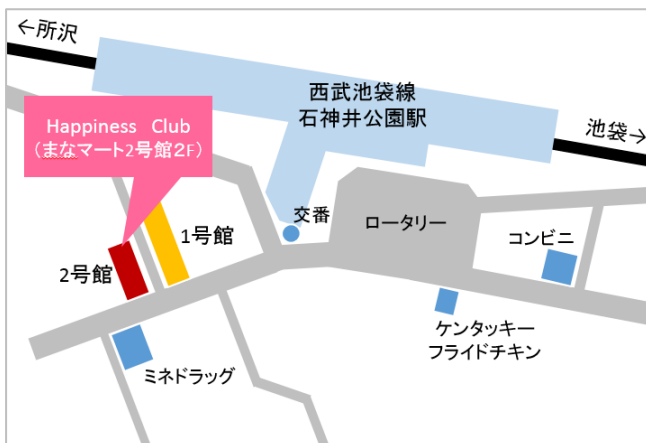 ←所沢
西武池袋線
石神井公園駅
池袋→
Happiness Club
（まなマート2号館2F）
交番
ロータリー
コンビニ
1号館
2号館
ケンタッキー
フライドチキン
ミネドラッグ